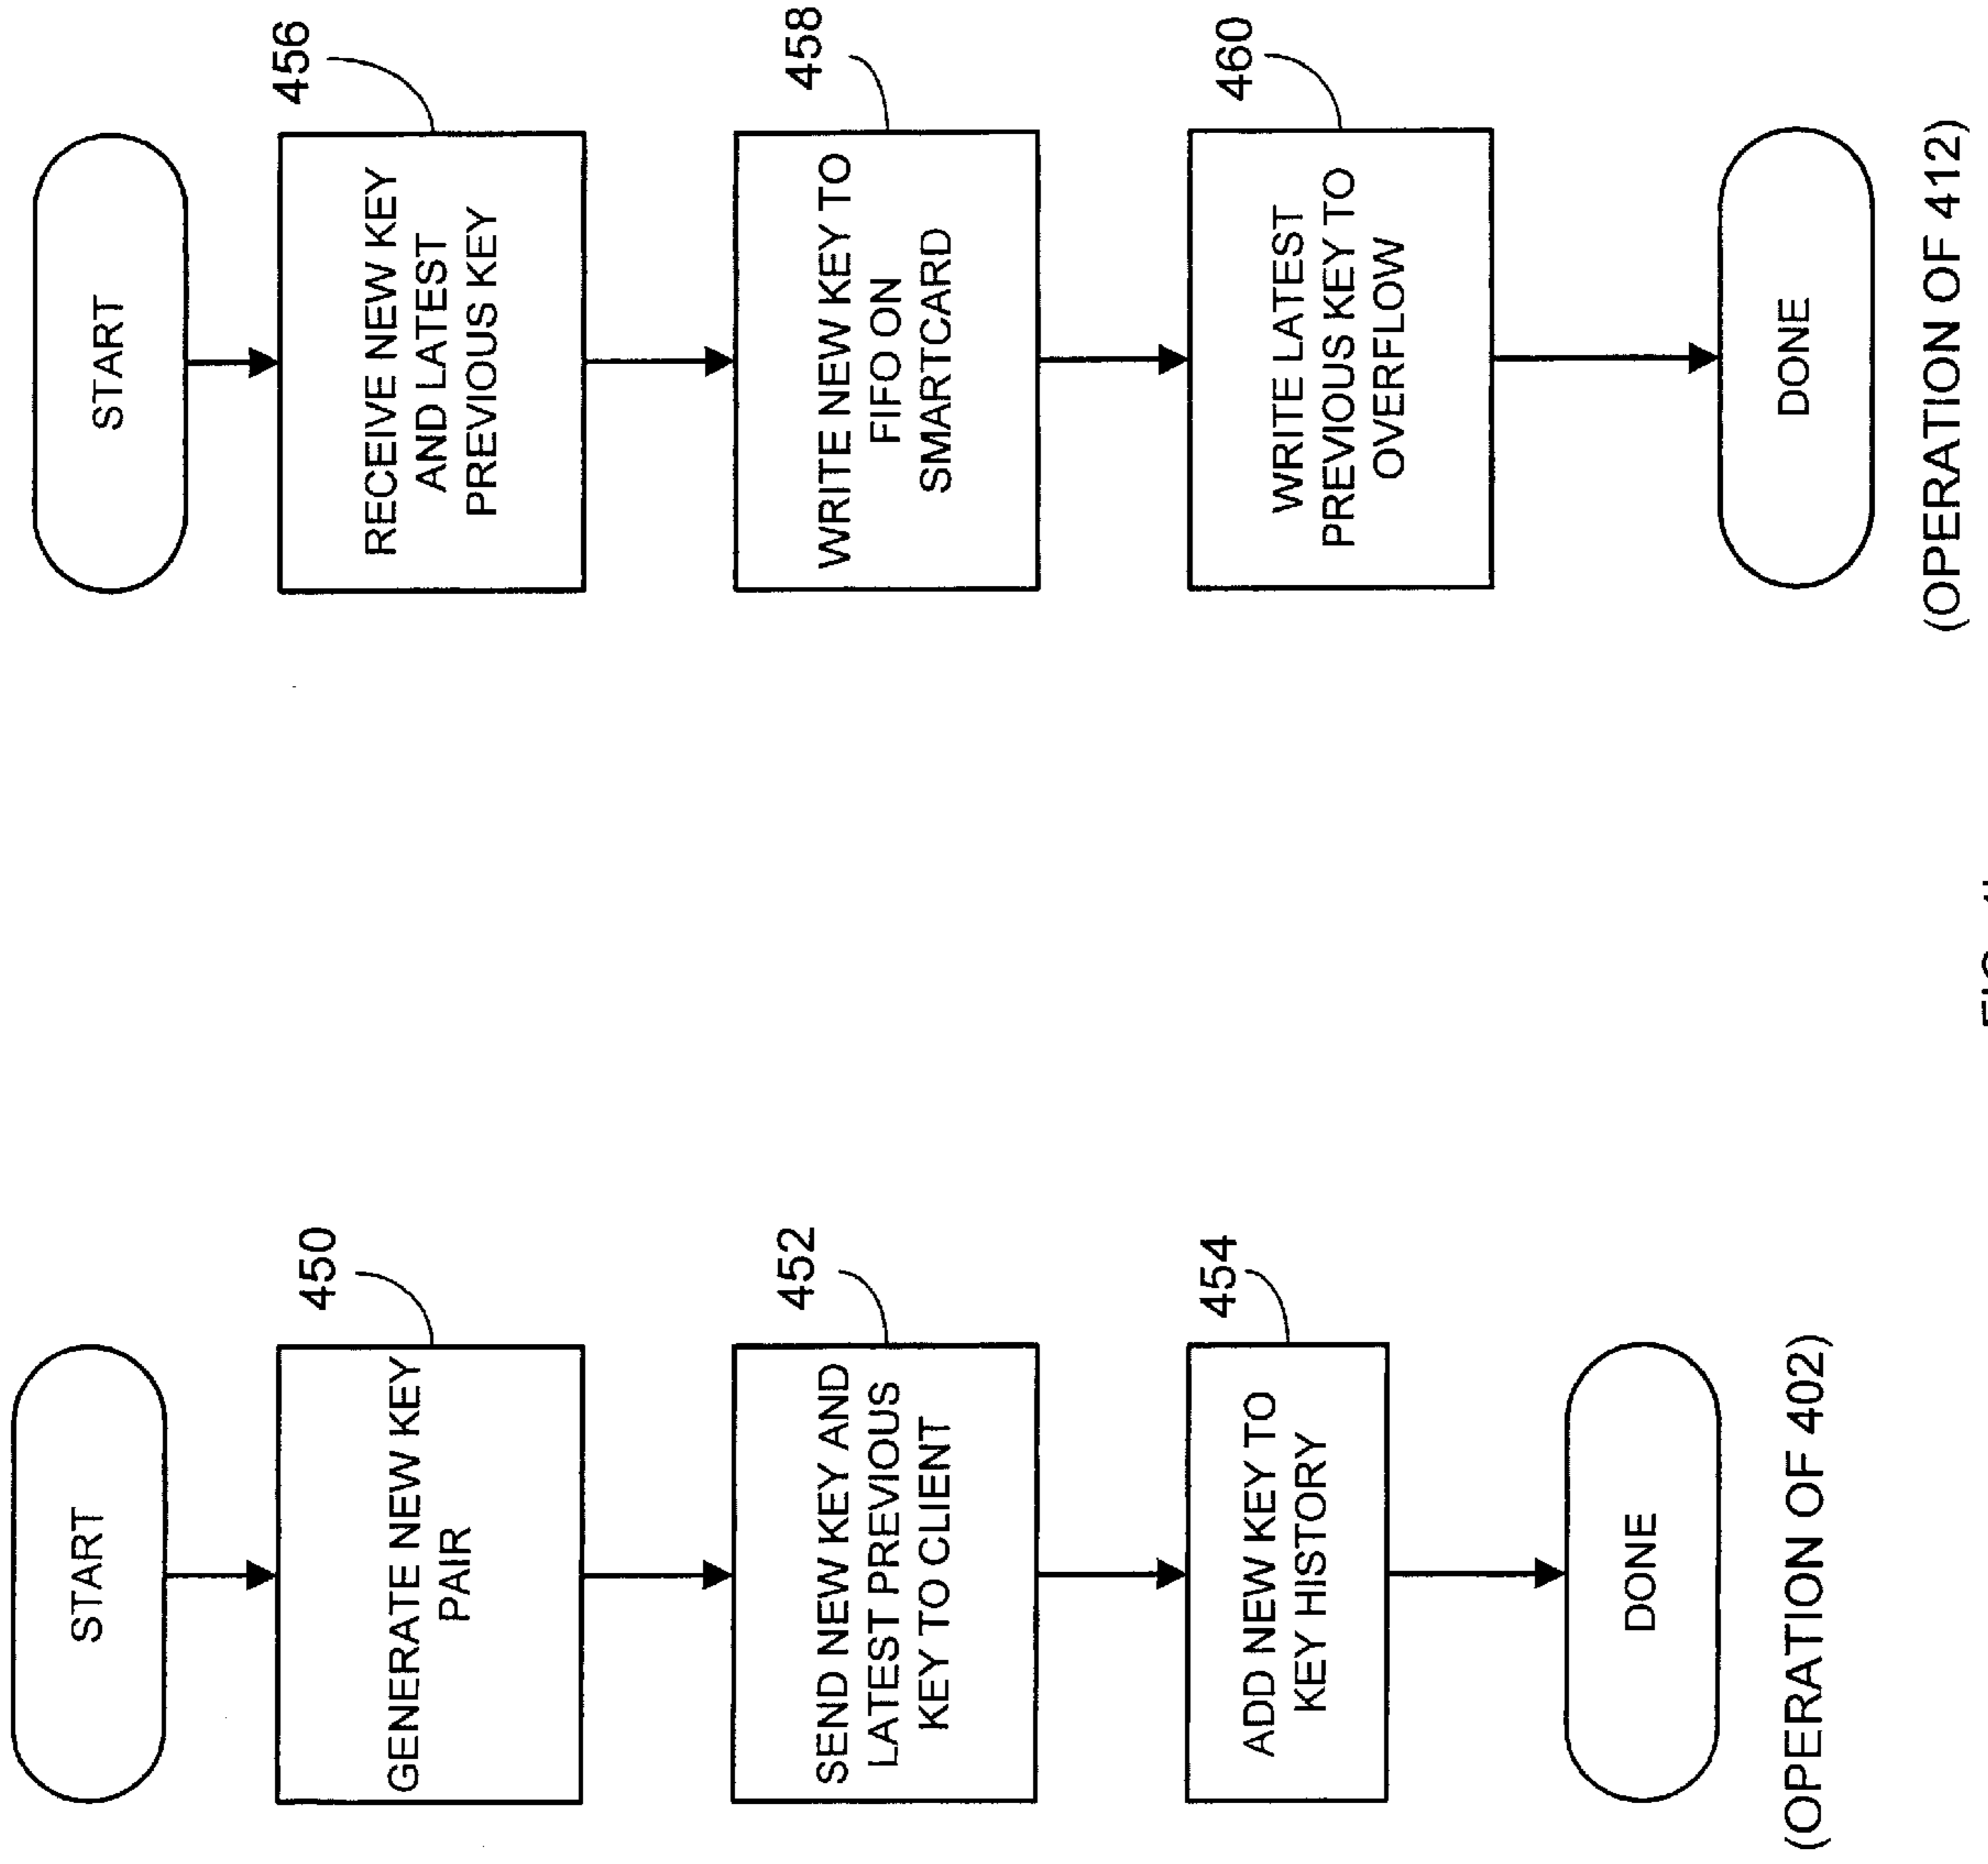 START
450
GENERATE NEW KEY
PAIR
452
SEND NEW KEY AND
LATEST PREVIOUS
KEY TO CLIENT
454
ADD NEW KEY TO
KEY HISTORY
DONE
(OPERATION OF 402)
START
456
RECEIVE NEW KEY
AND LATEST
PREVIOUS KEY
458
WRITE NEW KEY TO
FIFO ON
SMARTCARD
460
WRITE LATEST
PREVIOUS KEY TO
OVERFLOW
DONE
(OPERATION OF 412)